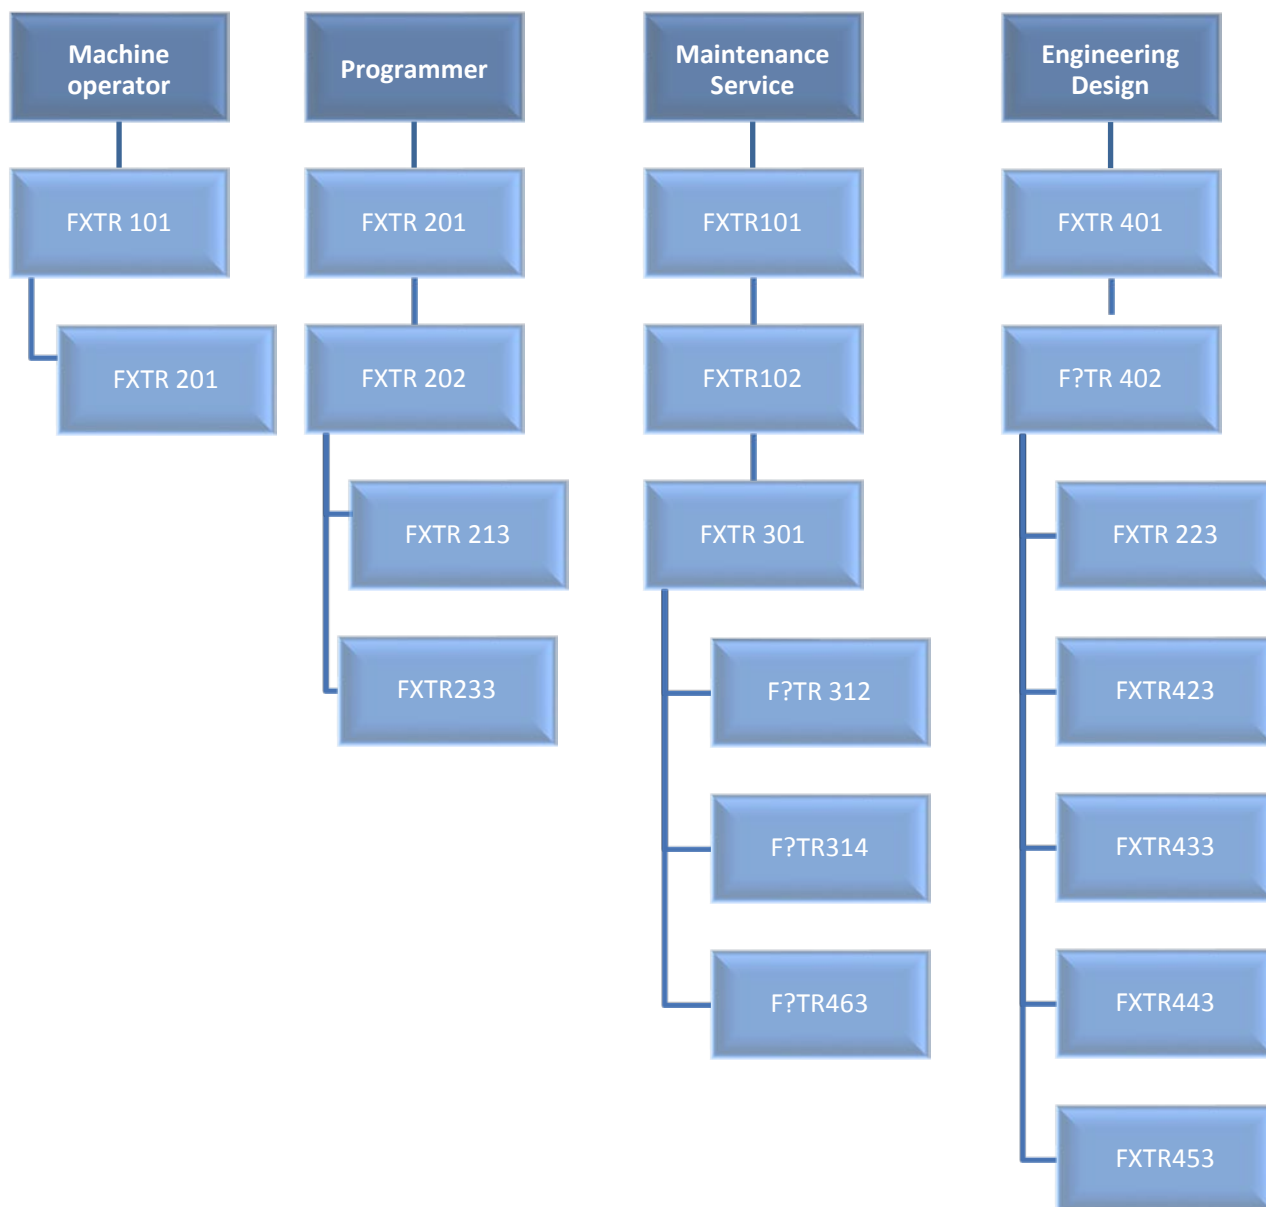 Machine
operator
FXTR 101
FXTR 201
Programmer
FXTR 201
FXTR 202
FXTR 213
FXTR233
Maintenance
Service
FXTR101
FXTR102
FXTR 301
F?TR 312
F?TR314
F?TR463
Engineering
Design
FXTR 401
F?TR 402
FXTR 223
FXTR423
FXTR433
FXTR443
FXTR453